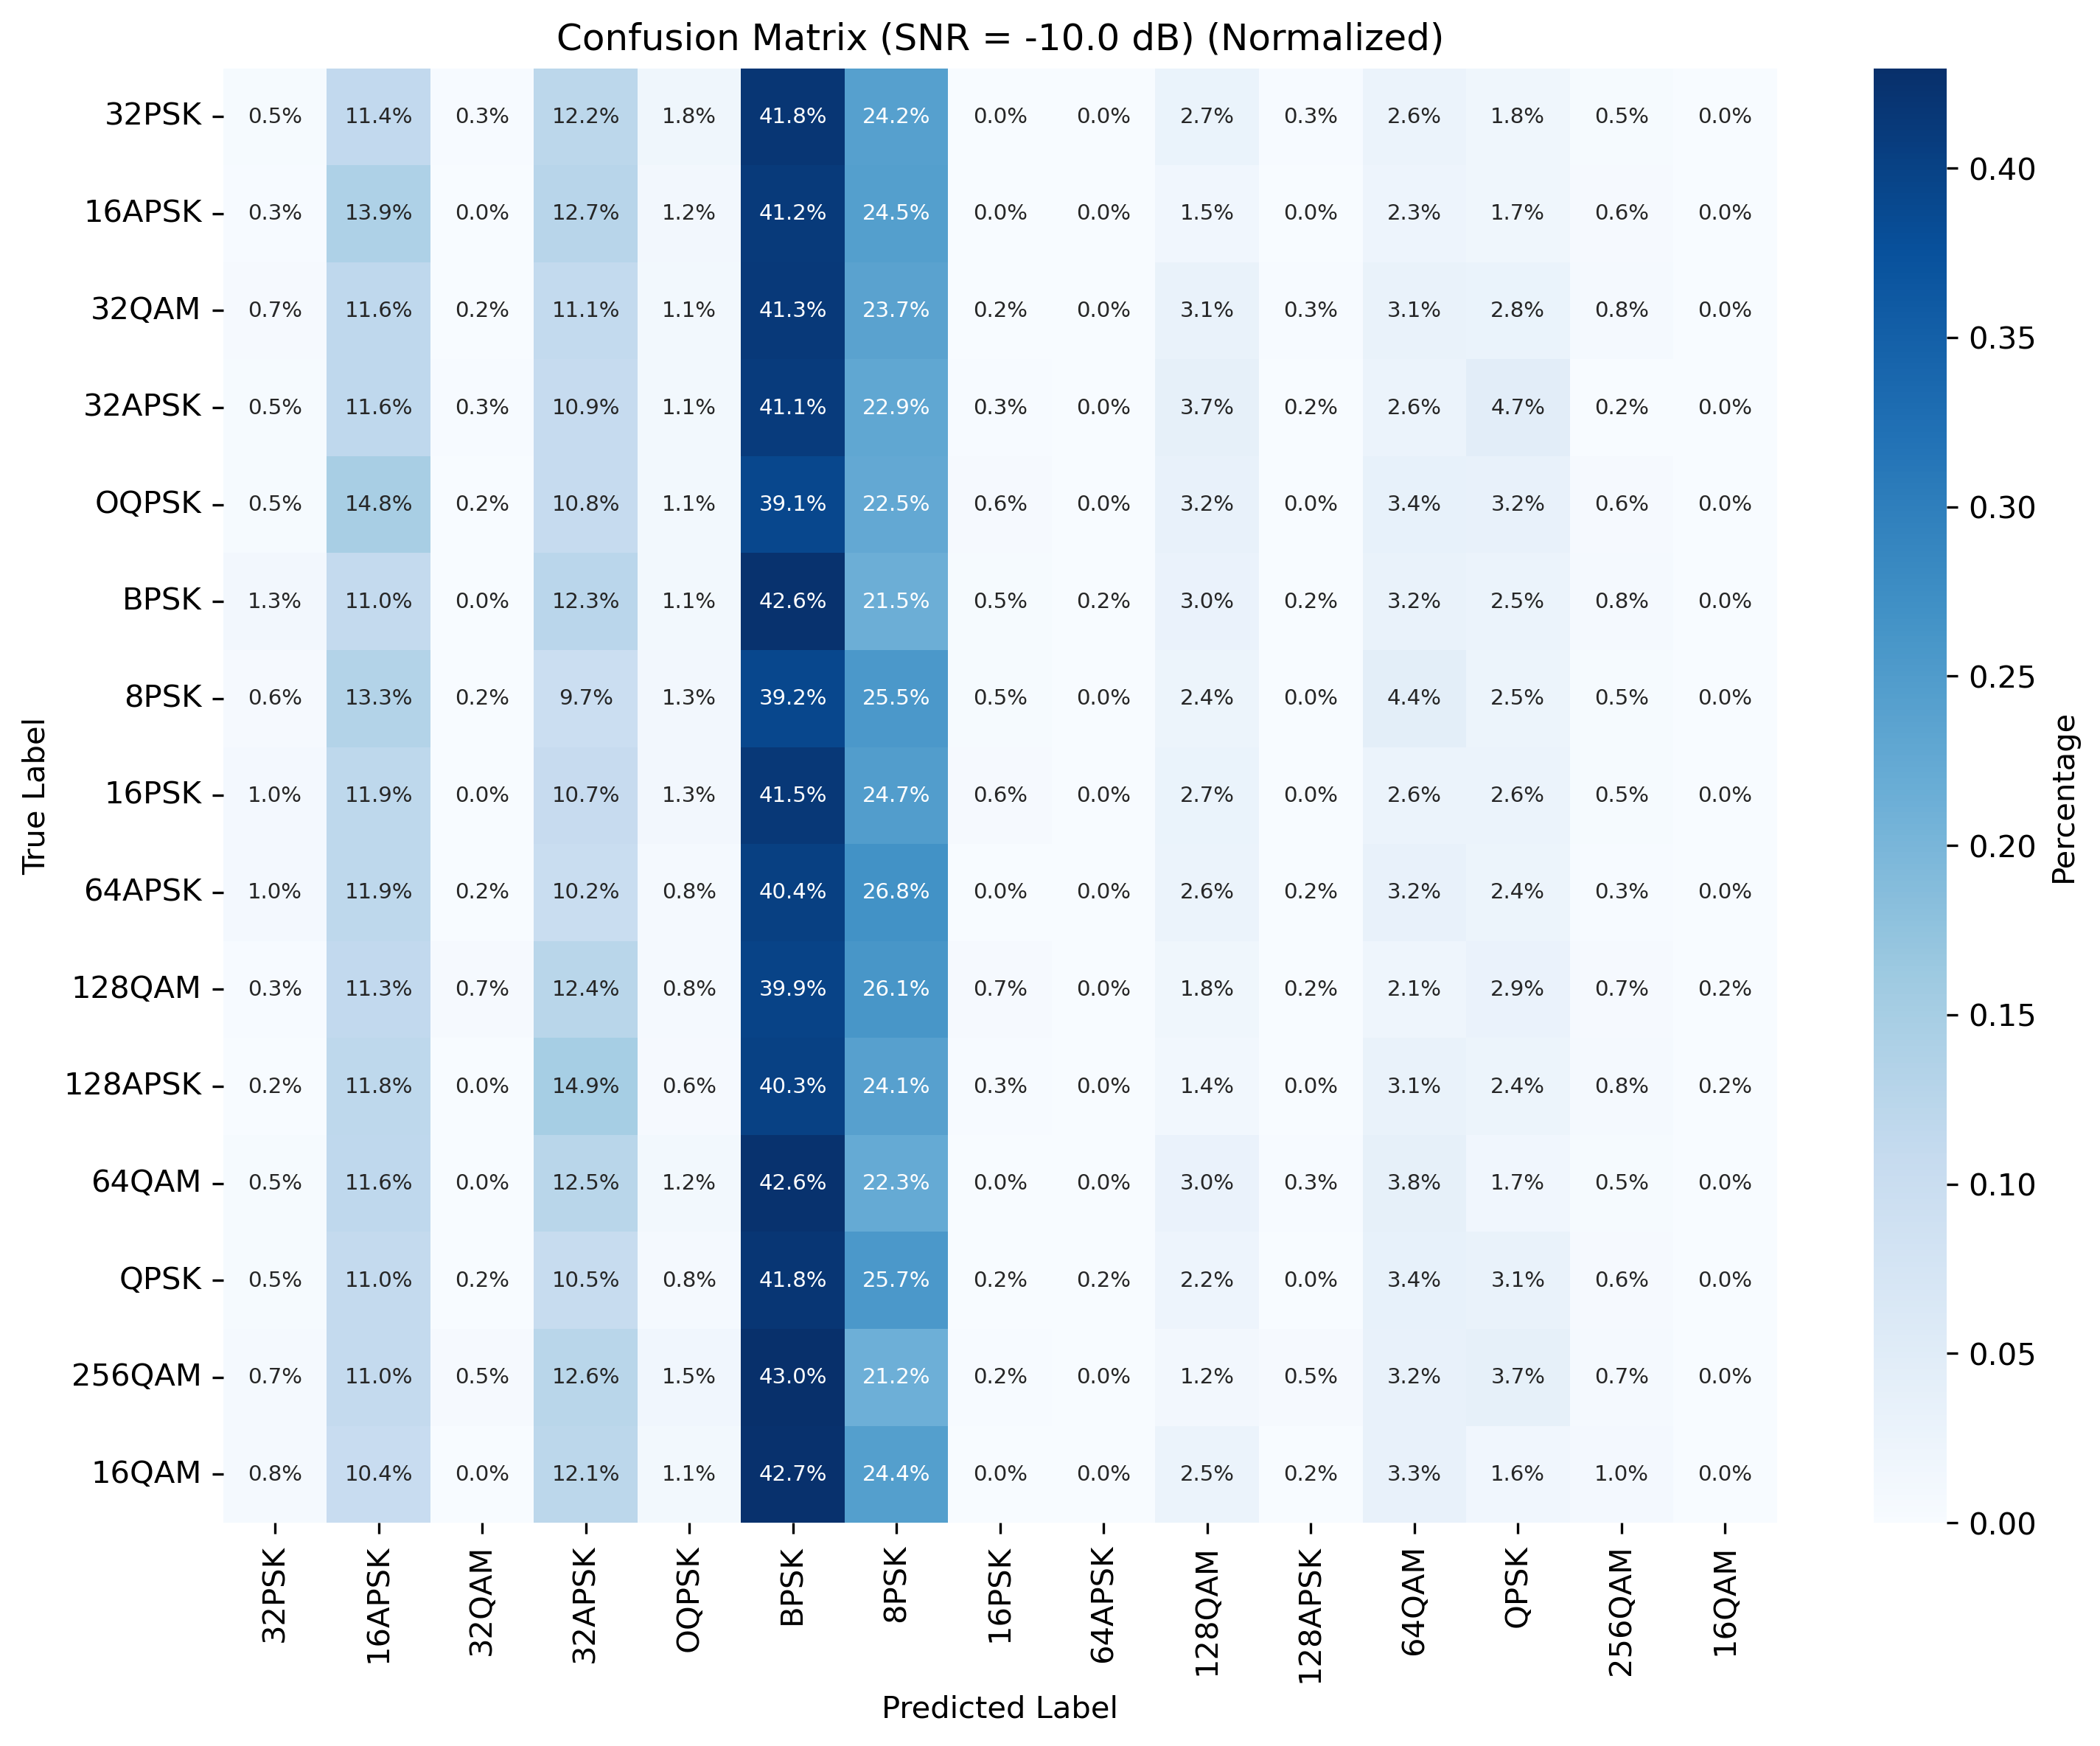 Confusion Matrix (SNR = -10.0 dB) (Normalized)
32PSK 0.5% 11.4% 0.3% 12.2% 1.8% 41.8% 24.2% 0.0% 0.0% 2.7% 0.3% 2.6% 1.8% 0.5% 0.0%
16APSK 0.3% 13.9% 0.0% 12.7% 1.2% 41.2% 24.5% 0.0% 0.0% 1.5% 0.0% 2.3% 1.7% 0.6% 0.0%
32QAM 0.7% 11.6% 0.2% 11.1% 1.1% 41.3% 23.7% 0.2% 0.0% 3.1% 0.3% 3.1% 2.8% 0.8% 0.0%
32APSK 0.5% 11.6% 0.3% 10.9% 1.1% 41.1% 22.9% 0.3% 0.0% 3.7% 0.2% 2.6% 4.7% 0.2% 0.0%
OQPSK 0.5% 14.8% 0.2% 10.8% 1.1% 39.1% 22.5% 0.6% 0.0% 3.2% 0.0% 3.4% 3.2% 0.6% 0.0%
BPSK 1.3% 11.0% 0.0% 12.3% 1.1% 42.6% 21.5% 0.5% 0.2% 3.0% 0.2% 3.2% 2.5% 0.8% 0.0%
8PSK 0.6% 13.3% 0.2% 9.7% 1.3% 39.2% 25.5% 0.5% 0.0% 2.4% 0.0% 4.4% 2.5% 0.5% 0.0%
16PSK 1.0% 11.9% 0.0% 10.7% 1.3% 41.5% 24.7% 0.6% 0.0% 2.7% 0.0% 2.6% 2.6% 0.5% 0.0%
64APSK 1.0% 11.9% 0.2% 10.2% 0.8% 40.4% 26.8% 0.0% 0.0% 2.6% 0.2% 3.2% 2.4% 0.3% 0.0%
128QAM 0.3% 11.3% 0.7% 12.4% 0.8% 39.9% 26.1% 0.7% 0.0% 1.8% 0.2% 2.1% 2.9% 0.7% 0.2%
128APSK 0.2% 11.8% 0.0% 14.9% 0.6% 40.3% 24.1% 0.3% 0.0% 1.4% 0.0% 3.1% 2.4% 0.8% 0.2%
64QAM 0.5% 11.6% 0.0% 12.5% 1.2% 42.6% 22.3% 0.0% 0.0% 3.0% 0.3% 3.8% 1.7% 0.5% 0.0%
QPSK 0.5% 11.0% 0.2% 10.5% 0.8% 41.8% 25.7% 0.2% 0.2% 2.2% 0.0% 3.4% 3.1% 0.6% 0.0%
256QAM 0.7% 11.0% 0.5% 12.6% 1.5% 43.0% 21.2% 0.2% 0.0% 1.2% 0.5% 3.2% 3.7% 0.7% 0.0%
16QAM 0.8% 10.4% 0.0% 12.1% 1.1% 42.7% 24.4% 0.0% 0.0% 2.5% 0.2% 3.3% 1.6% 1.0% 0.0%
32PSK 16APSK 32QAM 32APSK OQPSK BPSK 8PSK 16PSK 64APSK 128QAM 128APSK 64QAM QPSK 256QAM 16QAM
Predicted Label
True Label
0.40
0.35
0.30
0.25
0.20
0.15
0.10
0.05
0.00
Percentage